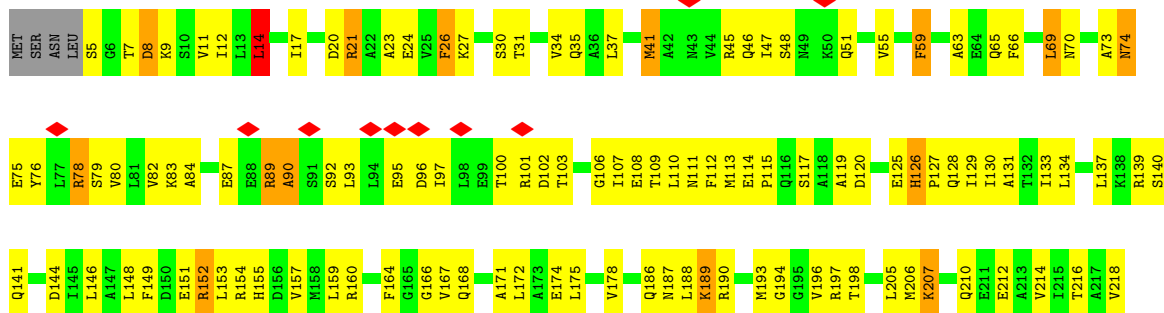 MET SER ASN LEU S5 G6 T7 D8 K9 S10 V11 I12 L13 L14 I17 D20 R21 A22 A23 E24 V25 F26 K27 S30 T31 V34 Q35 A36 L37 M41 A42 N43 V44 R45 Q46 I47 S48 N49 K50 Q51 V55 F59 A63 E64 Q65 F66 L69 N70 A73 N74
E75 Y76 L77 R78 S79 V80 L81 V82 K83 A84 E87 E88 R89 A90 S91 S92 L93 L94 E95 D96 I97 L98 E99 T100 R101 D102 T103 G106 I107 E108 T109 L110 N111 F112 M113 E114 P115 Q116 S117 A118 A119 D120 E125 H126 P127 Q128 I129 I130 A131 T132 I133 L134 L137 K138 R139 S140
Q141 D144 I145 L146 A147 L148 F149 D150 E151 R152 L153 R154 H155 D156 V157 M158 L159 R160 F164 G165 G166 V167 Q168 A171 L172 A173 E174 L175 V178 Q186 N187 L188 K189 R190 M193 G194 G195 V196 R197 T198 L205 M206 K207 Q210 E211 E212 A213 V214 I215 T216 A217 V218